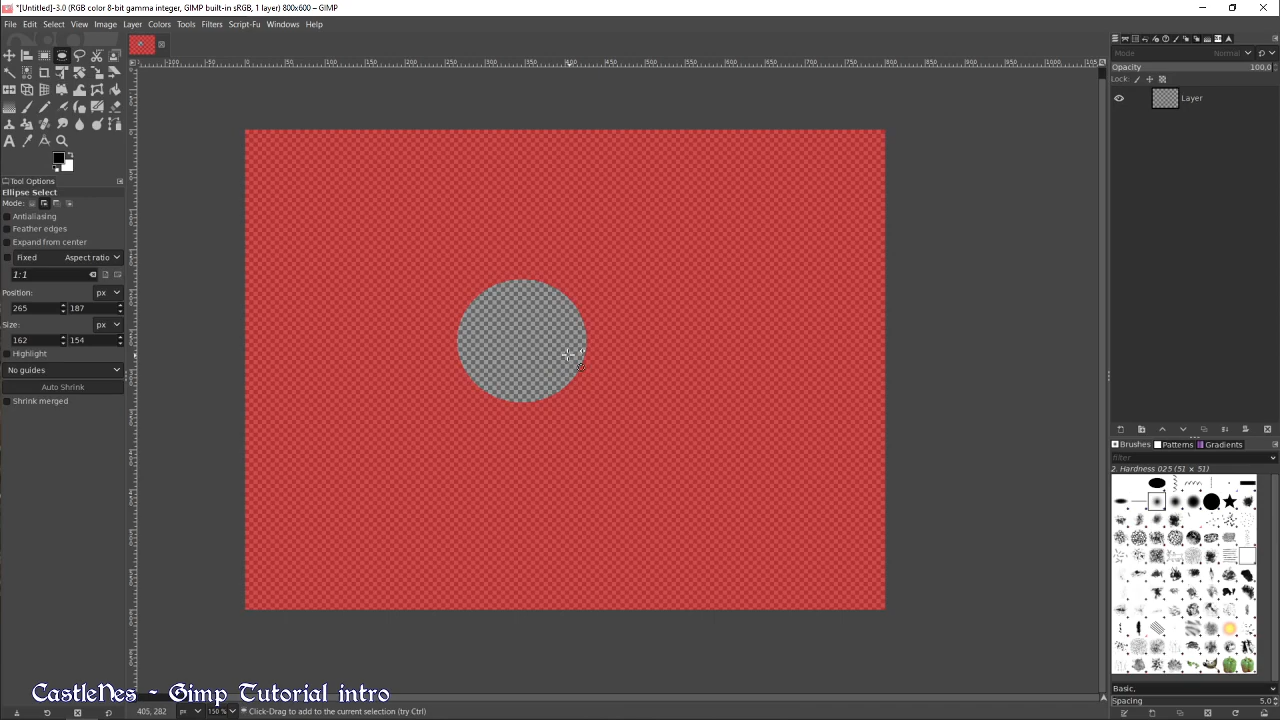 *[Untitled]-3.0 (RGB color 8-bit gamma integer, GIMP built-in sRGB, 1 layer) 800x600 – GIMP
File Edit Select View Image Layer Colors Tools Filters Script-Fu Windows Help
Mode Normal
Opacity 100,0
Lock:
Layer
Tool Options
Ellipse Select
Mode:
Antialiasing
Feather edges
Expand from center
Fixed Aspect ratio
1:1
Position: px
265 187
Size: px
162 154
Highlight
No guides
Auto Shrink
Shrink merged
Brushes Patterns Gradients
filter
2. Hardness 025 (51 × 51)
Basic,
Spacing 5,0
CastleNes - Gimp Tutorial intro
405, 282 px 150 % Click-Drag to add to the current selection (try Ctrl)